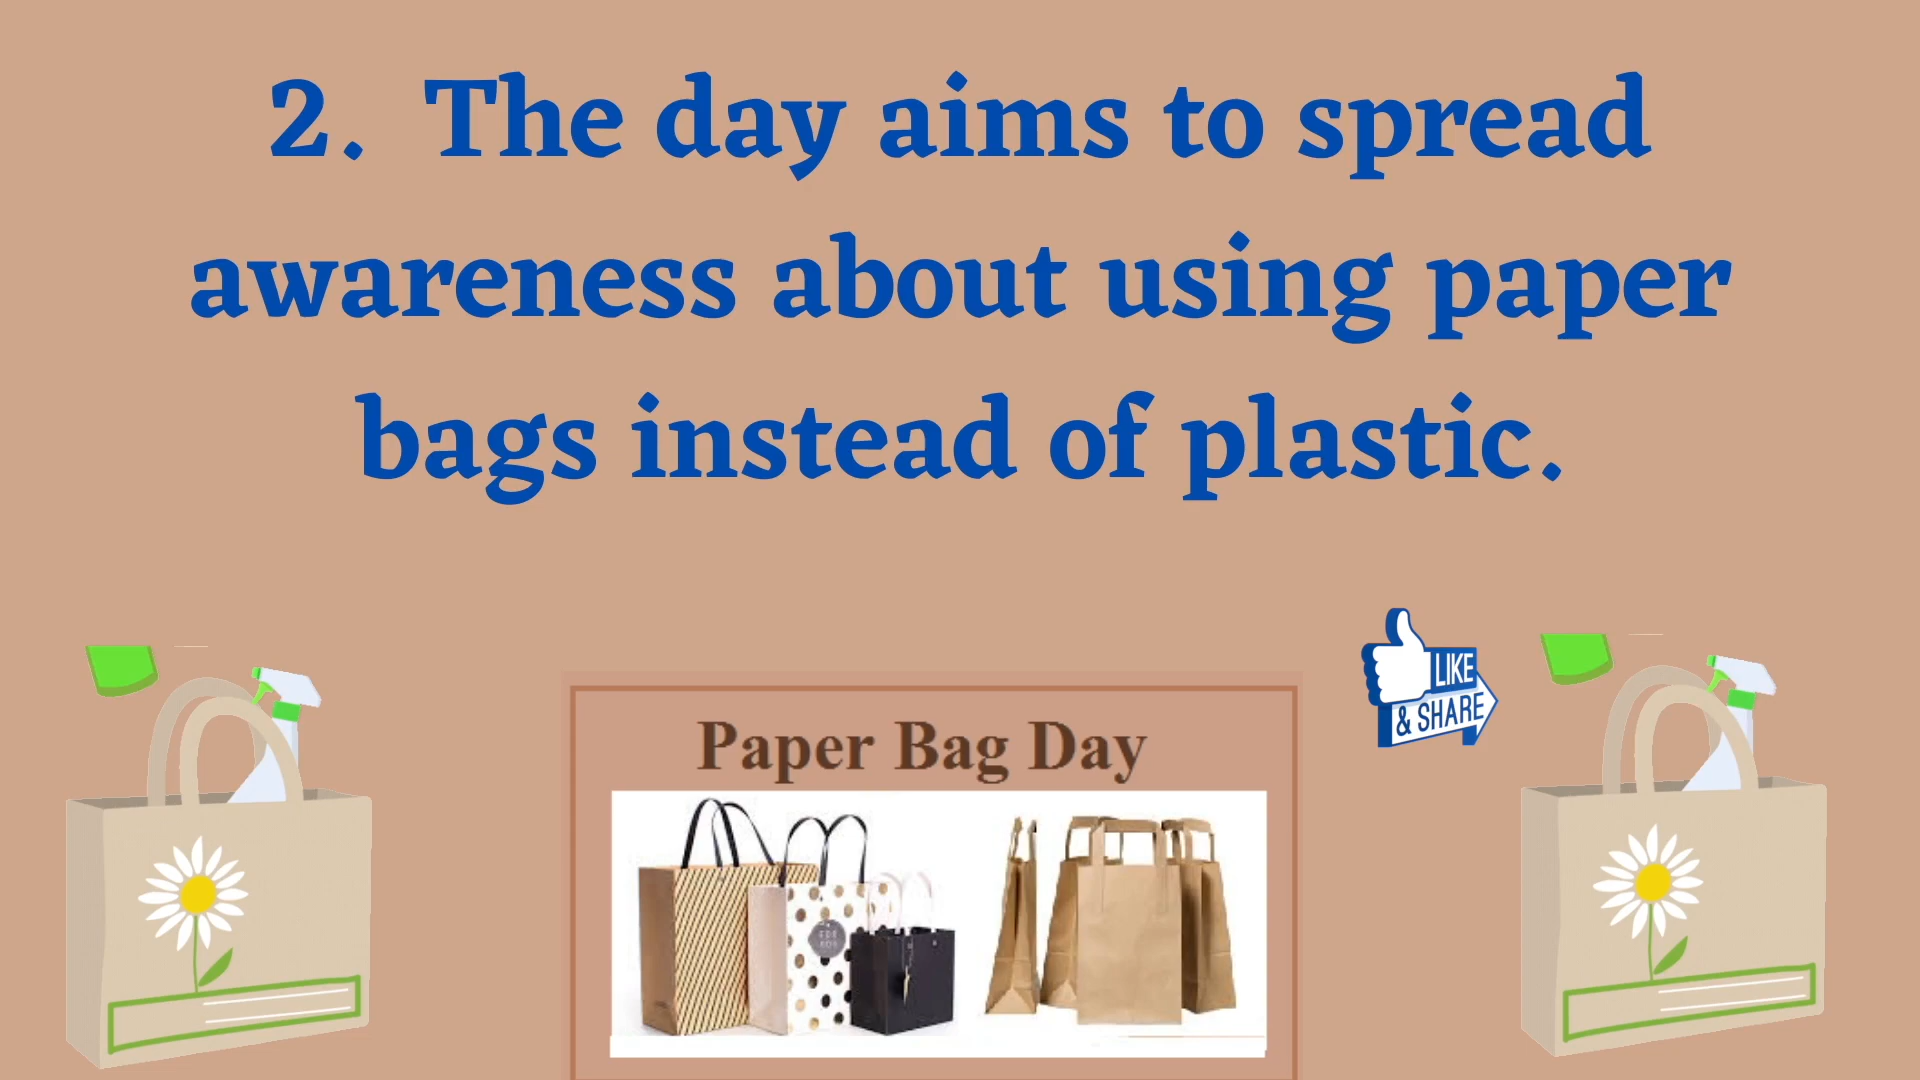 2. The day aims to spread
awareness about using paper
bags instead of plastic.
LIKE
& SHARE
Paper Bag Day